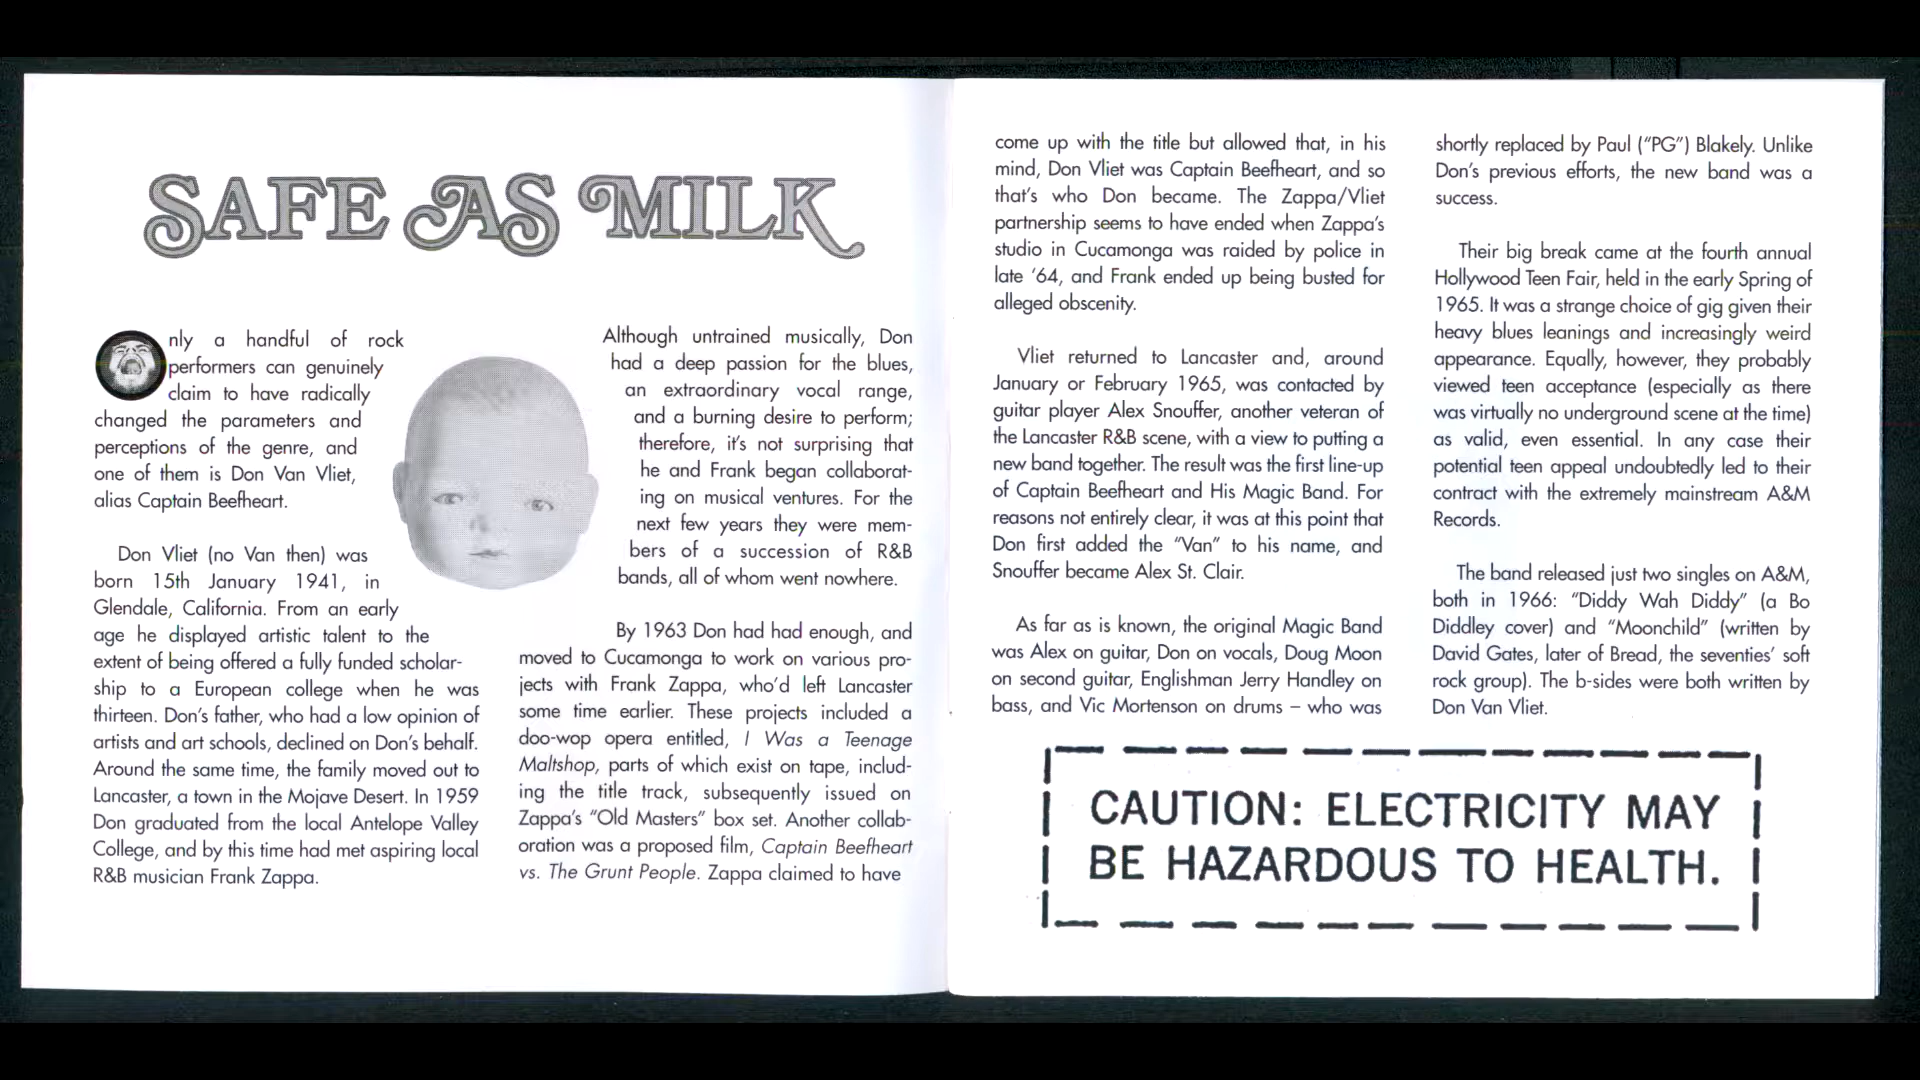 SAFE AS MILK
Only a handful of rock
performers can genuinely
claim to have radically
changed the parameters and
perceptions of the genre, and
one of them is Don Van Vliet,
alias Captain Beefheart.
Don Vliet (no Van then) was
born 15th January 1941, in
Glendale, California. From an early
age he displayed artistic talent to the
extent of being offered a fully funded scholar-
ship to a European college when he was
thirteen. Don's father, who had a low opinion of
artists and art schools, declined on Don's behalf.
Around the same time, the family moved out to
Lancaster, a town in the Mojave Desert. In 1959
Don graduated from the local Antelope Valley
College, and by this time had met aspiring local
R&B musician Frank Zappa.
Although untrained musically, Don
had a deep passion for the blues,
an extraordinary vocal range,
and a burning desire to perform;
therefore, it's not surprising that
he and Frank began collaborat-
ing on musical ventures. For the
next few years they were mem-
bers of a succession of R&B
bands, all of whom went nowhere.
By 1963 Don had had enough, and
moved to Cucamonga to work on various pro-
jects with Frank Zappa, who'd left Lancaster
some time earlier. These projects included a
doo-wop opera entitled, I Was a Teenage
Maltshop, parts of which exist on tape, includ-
ing the title track, subsequently issued on
Zappa's "Old Masters" box set. Another collab-
oration was a proposed film, Captain Beefheart
vs. The Grunt People. Zappa claimed to have
come up with the title but allowed that, in his
mind, Don Vliet was Captain Beefheart, and so
that's who Don became. The Zappa/Vliet
partnership seems to have ended when Zappa's
studio in Cucamonga was raided by police in
late '64, and Frank ended up being busted for
alleged obscenity.
Vliet returned to Lancaster and, around
January or February 1965, was contacted by
guitar player Alex Snouffer, another veteran of
the Lancaster R&B scene, with a view to putting a
new band together. The result was the first line-up
of Captain Beefheart and His Magic Band. For
reasons not entirely clear, it was at this point that
Don first added the "Van" to his name, and
Snouffer became Alex St. Clair.
As far as is known, the original Magic Band
was Alex on guitar, Don on vocals, Doug Moon
on second guitar, Englishman Jerry Handley on
bass, and Vic Mortenson on drums – who was
shortly replaced by Paul ("PG") Blakely. Unlike
Don's previous efforts, the new band was a
success.
Their big break came at the fourth annual
Hollywood Teen Fair, held in the early Spring of
1965. It was a strange choice of gig given their
heavy blues leanings and increasingly weird
appearance. Equally, however, they probably
viewed teen acceptance (especially as there
was virtually no underground scene at the time)
as valid, even essential. In any case their
potential teen appeal undoubtedly led to their
contract with the extremely mainstream A&M
Records.
The band released just two singles on A&M,
both in 1966: "Diddy Wah Diddy" (a Bo
Diddley cover) and "Moonchild" (written by
David Gates, later of Bread, the seventies' soft
rock group). The b-sides were both written by
Don Van Vliet.
CAUTION: ELECTRICITY MAY
BE HAZARDOUS TO HEALTH.